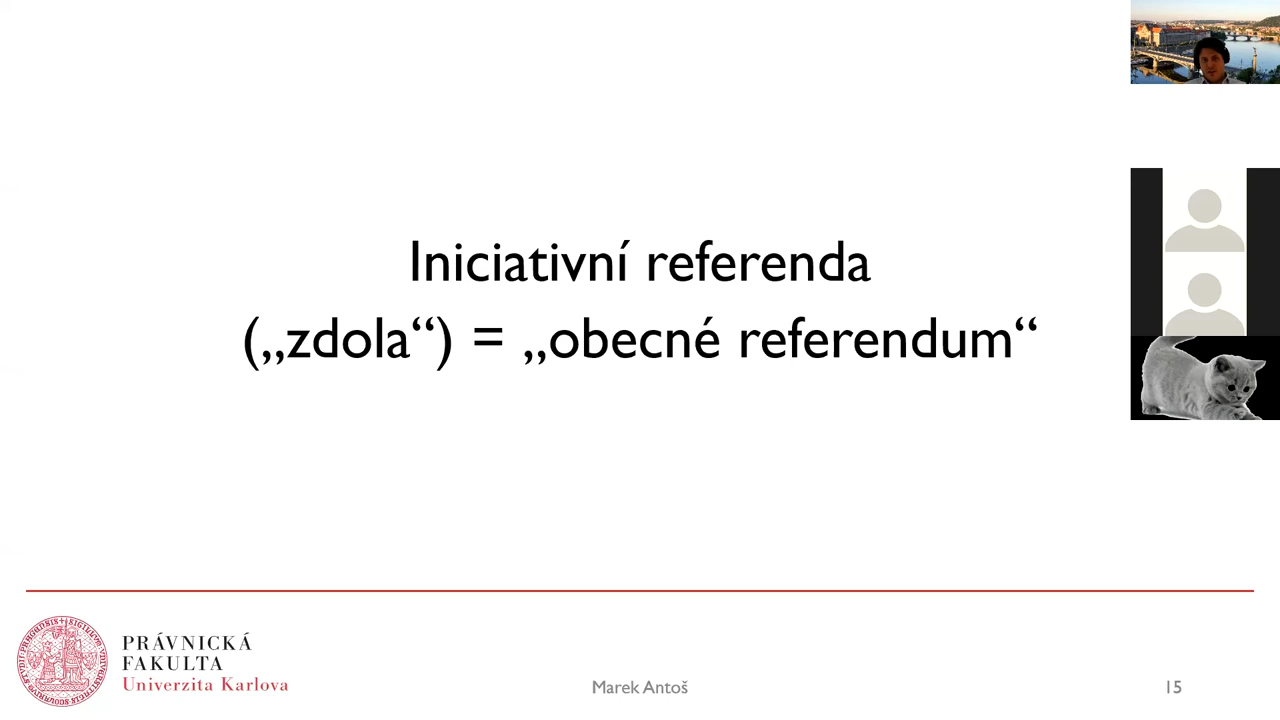 Iniciativní referenda
(„zdola“) = „obecné referendum“
PRÁVNICKÁ
FAKULTA
Univerzita Karlova
Marek Antoš
15